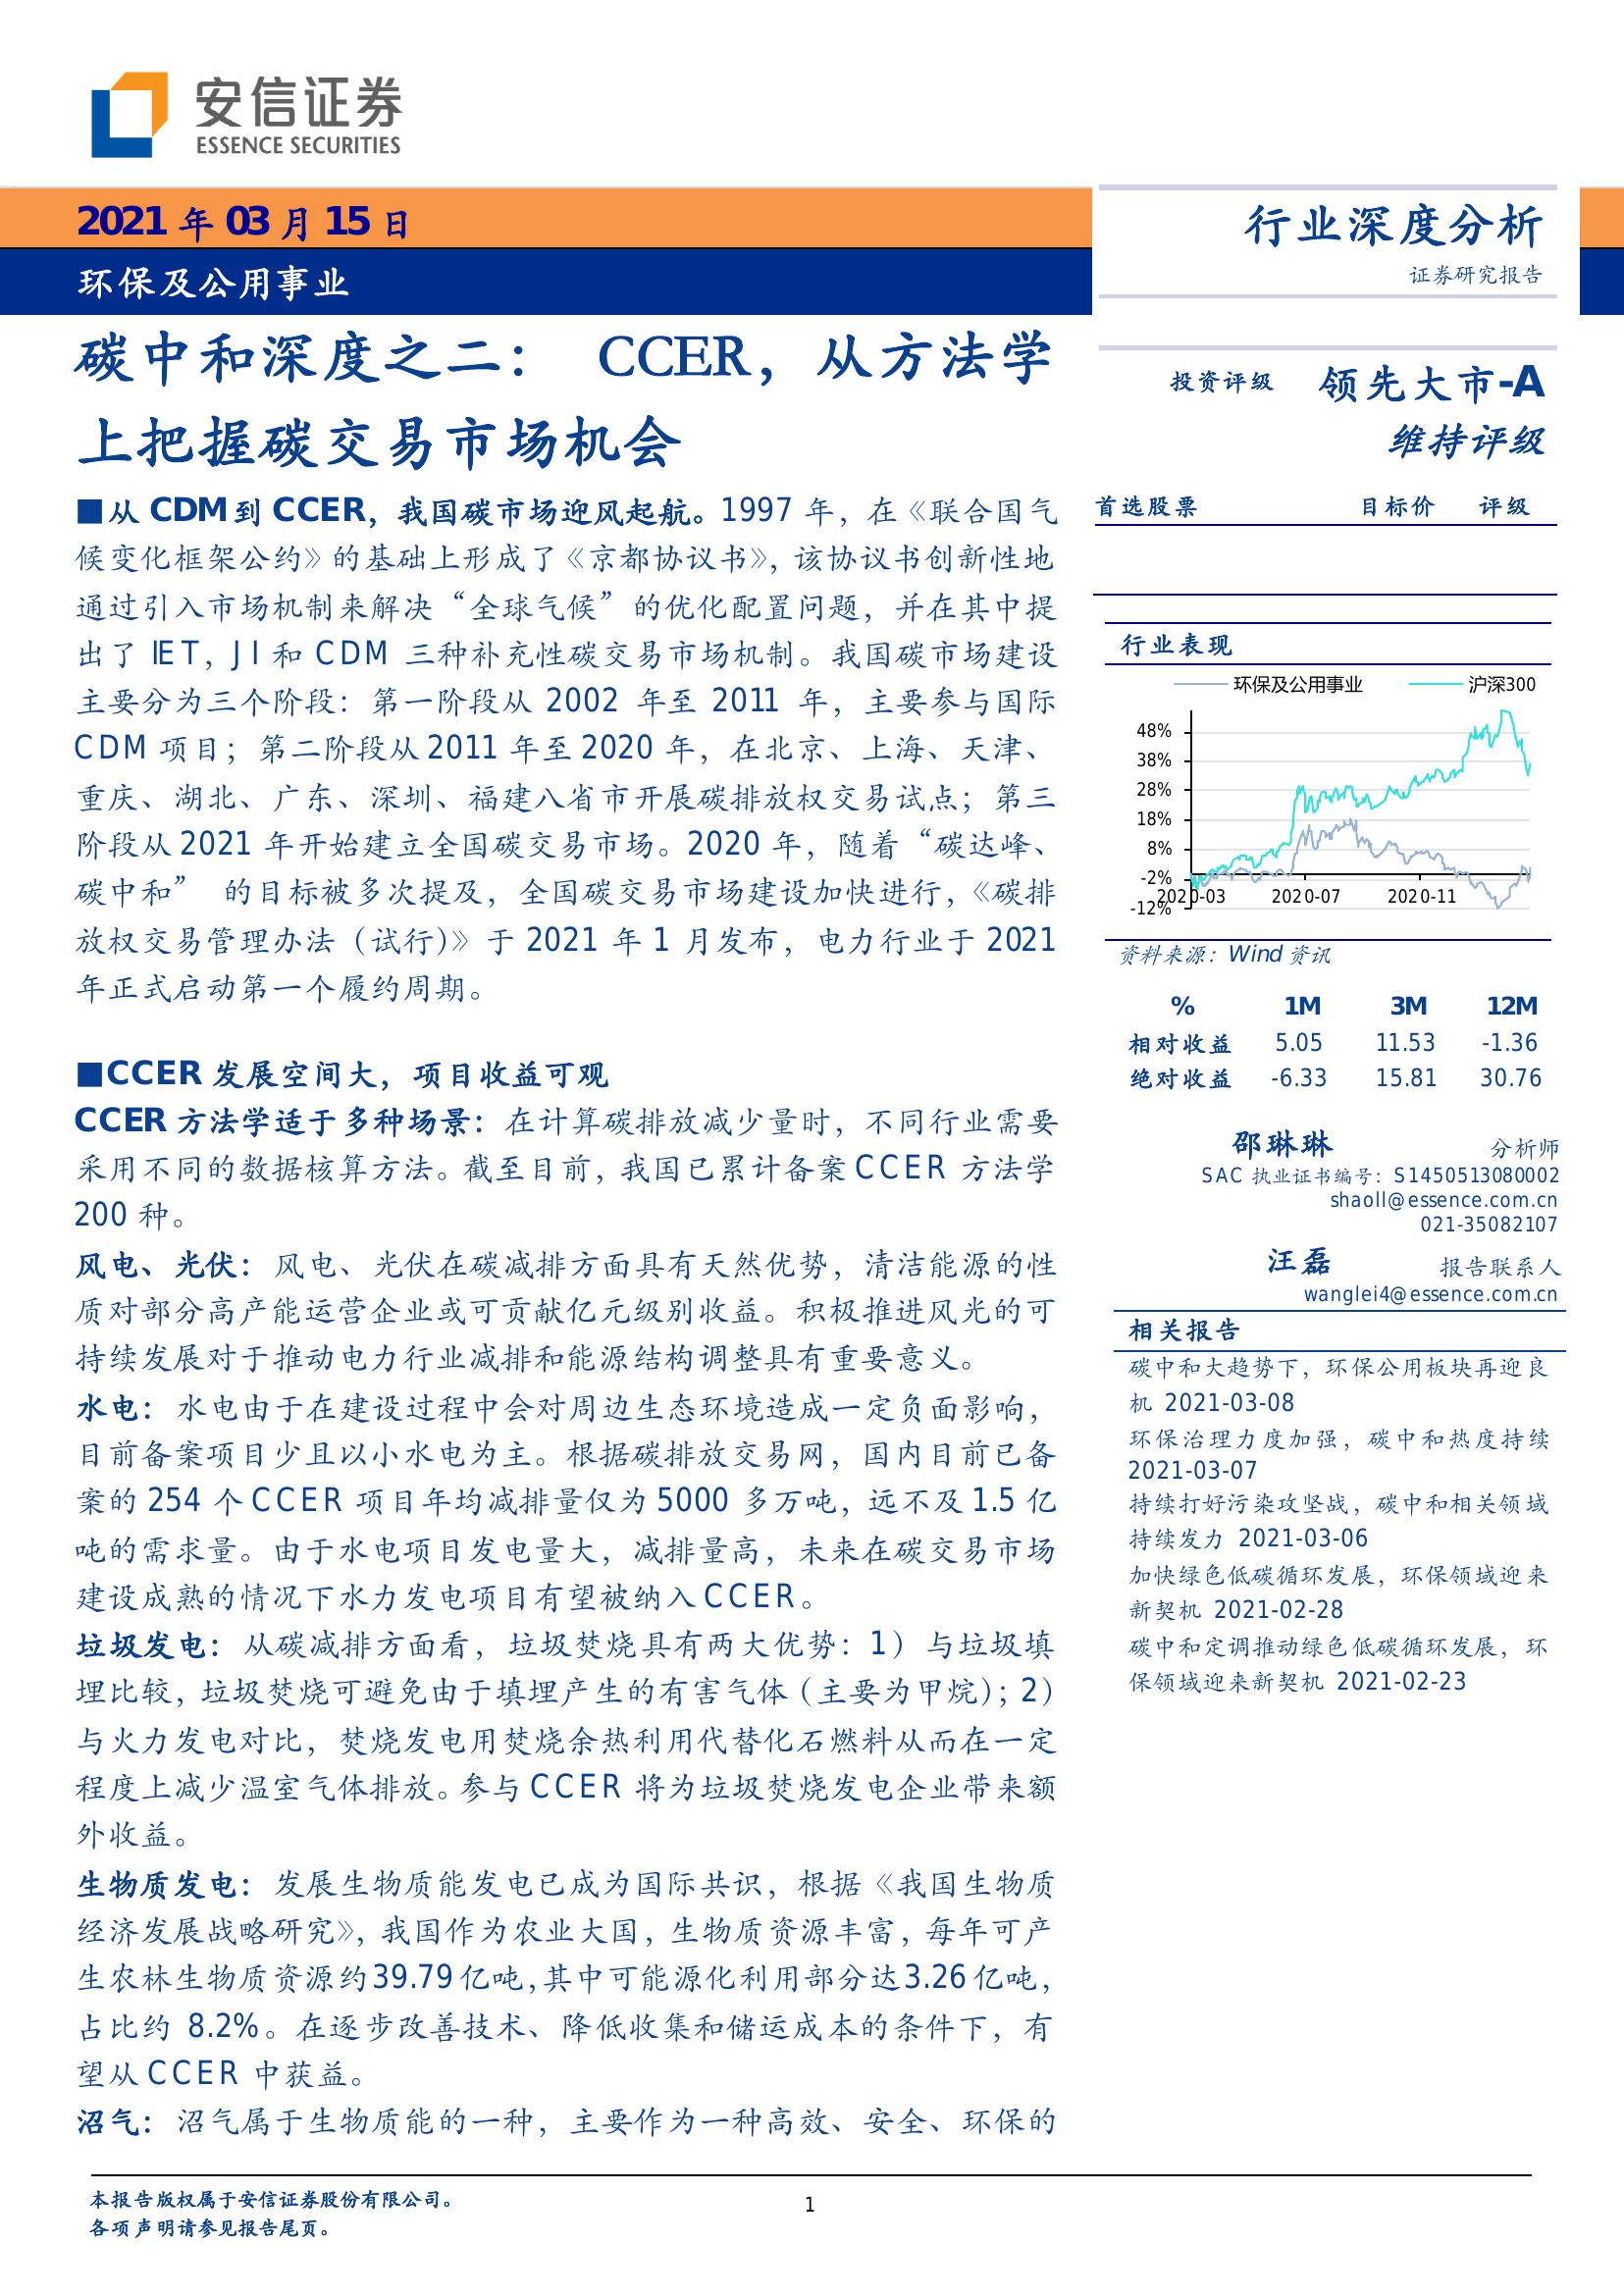 安信证券
ESSENCE SECURITIES
2021 年 03 月 15 日
环保及公用事业
行业深度分析
证券研究报告
碳中和深度之二： CCER，从方法学
上把握碳交易市场机会
■从 CDM 到 CCER，我国碳市场迎风起航。1997 年，在《联合国气
候变化框架公约》的基础上形成了《京都协议书》，该协议书创新性地
通过引入市场机制来解决“全球气候”的优化配置问题，并在其中提
出了 IET，JI 和 CDM 三种补充性碳交易市场机制。我国碳市场建设
主要分为三个阶段：第一阶段从 2002 年至 2011 年，主要参与国际
CDM 项目；第二阶段从 2011 年至 2020 年，在北京、上海、天津、
重庆、湖北、广东、深圳、福建八省市开展碳排放权交易试点；第三
阶段从 2021 年开始建立全国碳交易市场。2020 年，随着“碳达峰、
碳中和” 的目标被多次提及，全国碳交易市场建设加快进行，《碳排
放权交易管理办法（试行）》于 2021 年 1 月发布，电力行业于 2021
年正式启动第一个履约周期。
■CCER 发展空间大，项目收益可观
CCER 方法学适于多种场景：在计算碳排放减少量时，不同行业需要
采用不同的数据核算方法。截至目前，我国已累计备案 CCER 方法学
200 种。
风电、光伏：风电、光伏在碳减排方面具有天然优势，清洁能源的性
质对部分高产能运营企业或可贡献亿元级别收益。积极推进风光的可
持续发展对于推动电力行业减排和能源结构调整具有重要意义。
水电：水电由于在建设过程中会对周边生态环境造成一定负面影响，
目前备案项目少且以小水电为主。根据碳排放交易网，国内目前已备
案的 254 个 CCER 项目年均减排量仅为 5000 多万吨，远不及 1.5 亿
吨的需求量。由于水电项目发电量大，减排量高，未来在碳交易市场
建设成熟的情况下水力发电项目有望被纳入 CCER。
垃圾发电：从碳减排方面看，垃圾焚烧具有两大优势：1）与垃圾填
埋比较，垃圾焚烧可避免由于填埋产生的有害气体（主要为甲烷）；2）
与火力发电对比，焚烧发电用焚烧余热利用代替化石燃料从而在一定
程度上减少温室气体排放。参与 CCER 将为垃圾焚烧发电企业带来额
外收益。
生物质发电：发展生物质能发电已成为国际共识，根据《我国生物质
经济发展战略研究》，我国作为农业大国，生物质资源丰富，每年可产
生农林生物质资源约 39.79 亿吨，其中可能源化利用部分达 3.26 亿吨，
占比约 8.2%。在逐步改善技术、降低收集和储运成本的条件下，有
望从 CCER 中获益。
沼气：沼气属于生物质能的一种，主要作为一种高效、安全、环保的
投资评级 领先大市-A
维持评级
首选股票 目标价 评级
行业表现
环保及公用事业 沪深300
48%
38%
28%
18%
8%
-2%
-12%
2020-03 2020-07 2020-11
资料来源：Wind 资讯
% 1M 3M 12M
相对收益 5.05 11.53 -1.36
绝对收益 -6.33 15.81 30.76
邵琳琳 分析师
SAC 执业证书编号：S1450513080002
shaoll@essence.com.cn
021-35082107
汪磊 报告联系人
wanglei4@essence.com.cn
相关报告
碳中和大趋势下，环保公用板块再迎良
机 2021-03-08
环保治理力度加强，碳中和热度持续
2021-03-07
持续打好污染攻坚战，碳中和相关领域
持续发力 2021-03-06
加快绿色低碳循环发展，环保领域迎来
新契机 2021-02-28
碳中和定调推动绿色低碳循环发展，环
保领域迎来新契机 2021-02-23
本报告版权属于安信证券股份有限公司。
各项声明请参见报告尾页。
1